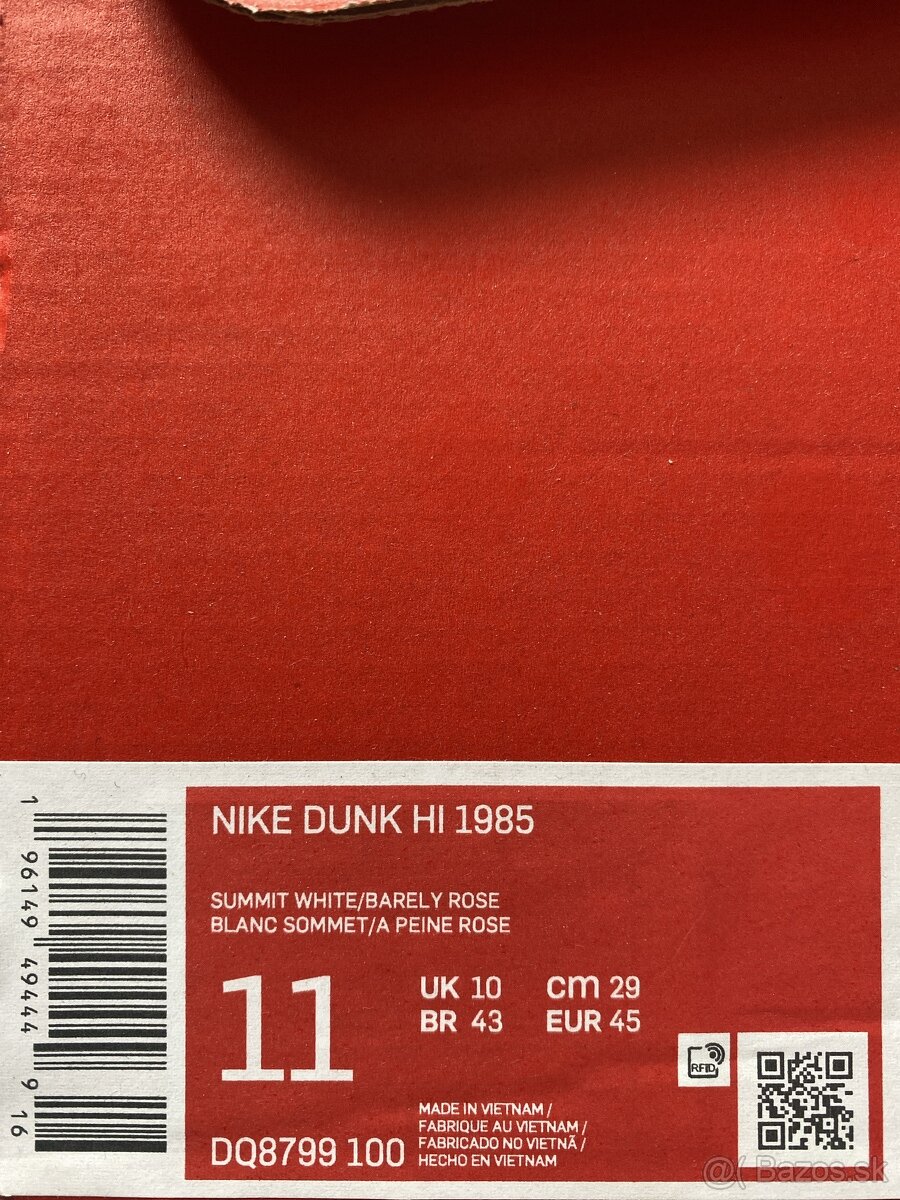 NIKE DUNK HI 1985
SUMMIT WHITE/BARELY ROSE
BLANC SOMMET/A PEINE ROSE
11
UK 10 cm 29
BR 43 EUR 45
RFID
MADE IN VIETNAM /
FABRIQUE AU VIETNAM /
FABRICADO NO VIETNÃ /
HECHO EN VIETNAM
DQ8799 100
1 96149 49444 9 16
@( Bazos.sk